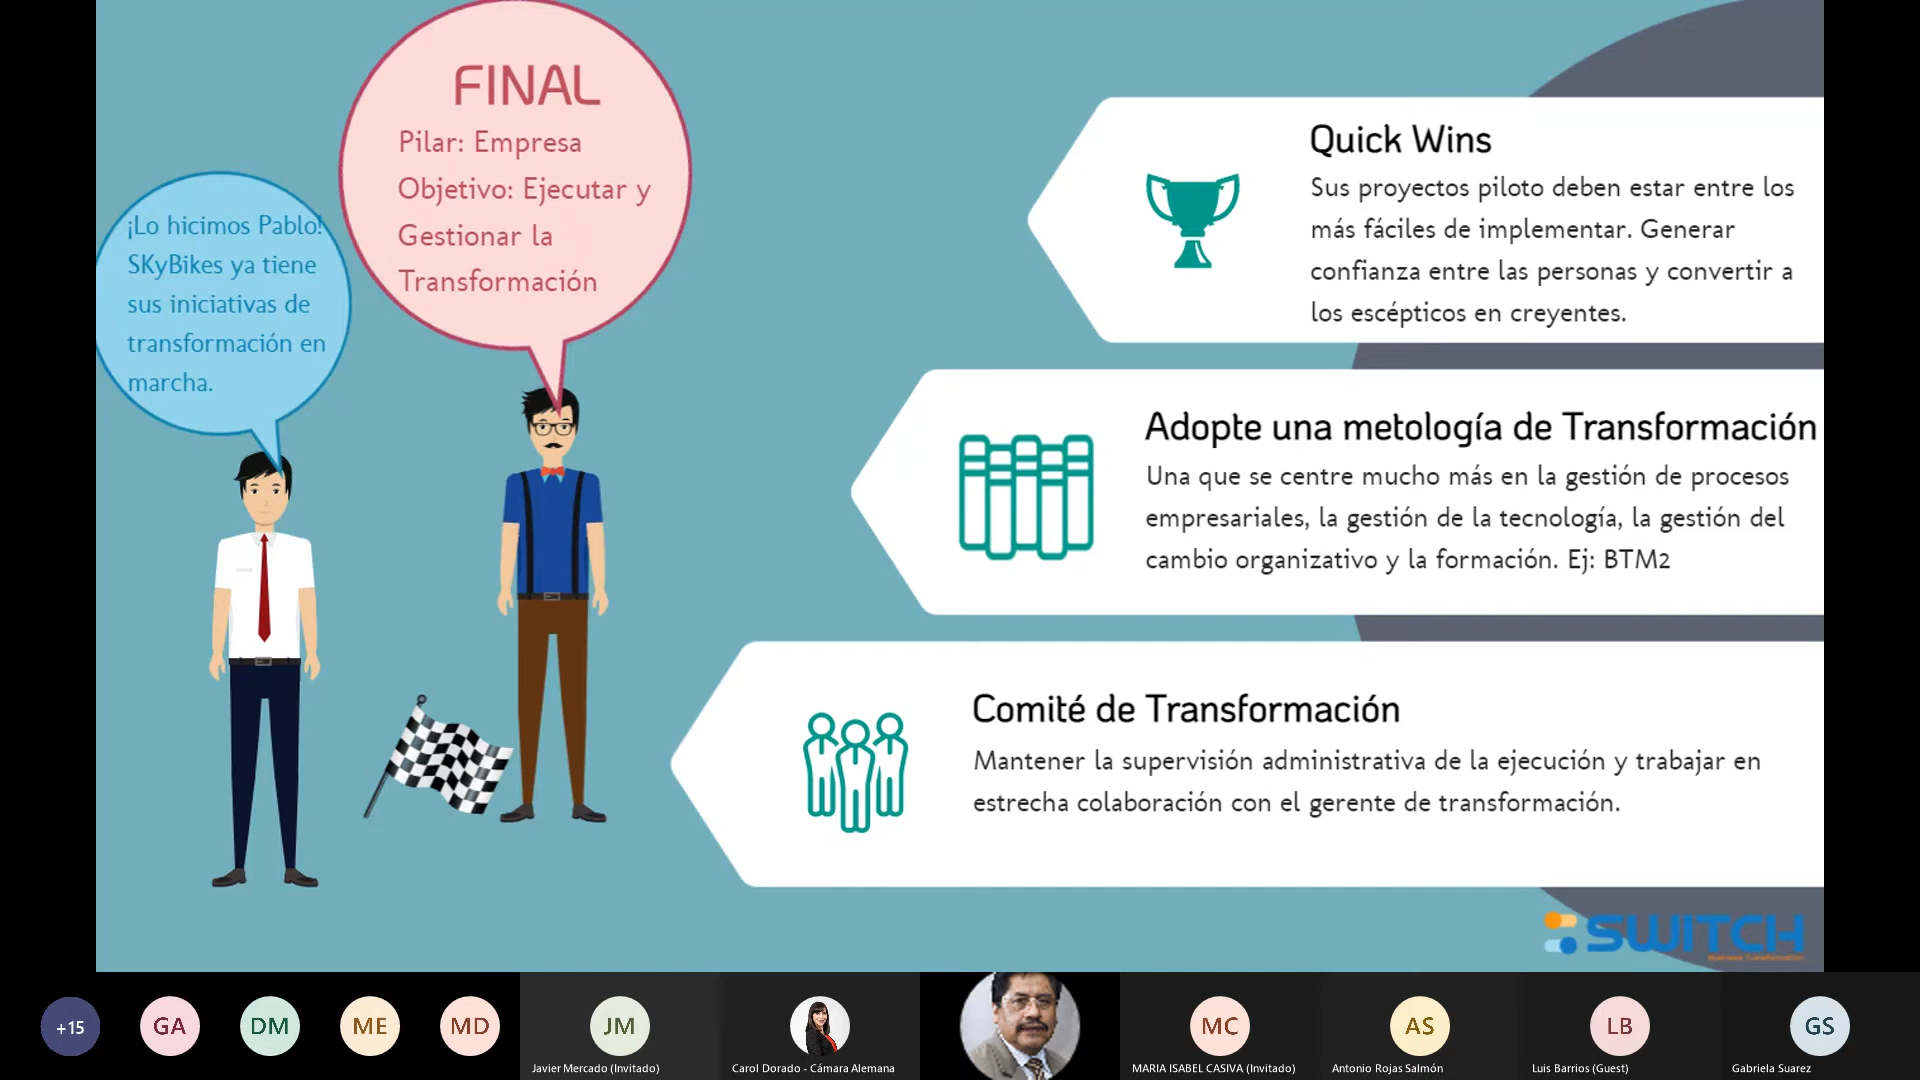 FINAL
Pilar: Empresa
Objetivo: Ejecutar y
Gestionar la
Transformación
¡Lo hicimos Pablo!
SKyBikes ya tiene
sus iniciativas de
transformación en
marcha.
Quick Wins
Sus proyectos piloto deben estar entre los
más fáciles de implementar. Generar
confianza entre las personas y convertir a
los escépticos en creyentes.
Adopte una metología de Transformación
Una que se centre mucho más en la gestión de procesos
empresariales, la gestión de la tecnología, la gestión del
cambio organizativo y la formación. Ej: BTM2
Comité de Transformación
Mantener la supervisión administrativa de la ejecución y trabajar en
estrecha colaboración con el gerente de transformación.
SWITCH
Business Transformation
+15
GA
DM
ME
MD
JM
MC
AS
LB
GS
Javier Mercado (Invitado)
Carol Dorado - Cámara Alemana
MARIA ISABEL CASIVA (Invitado)
Antonio Rojas Salmón
Luis Barrios (Guest)
Gabriela Suarez